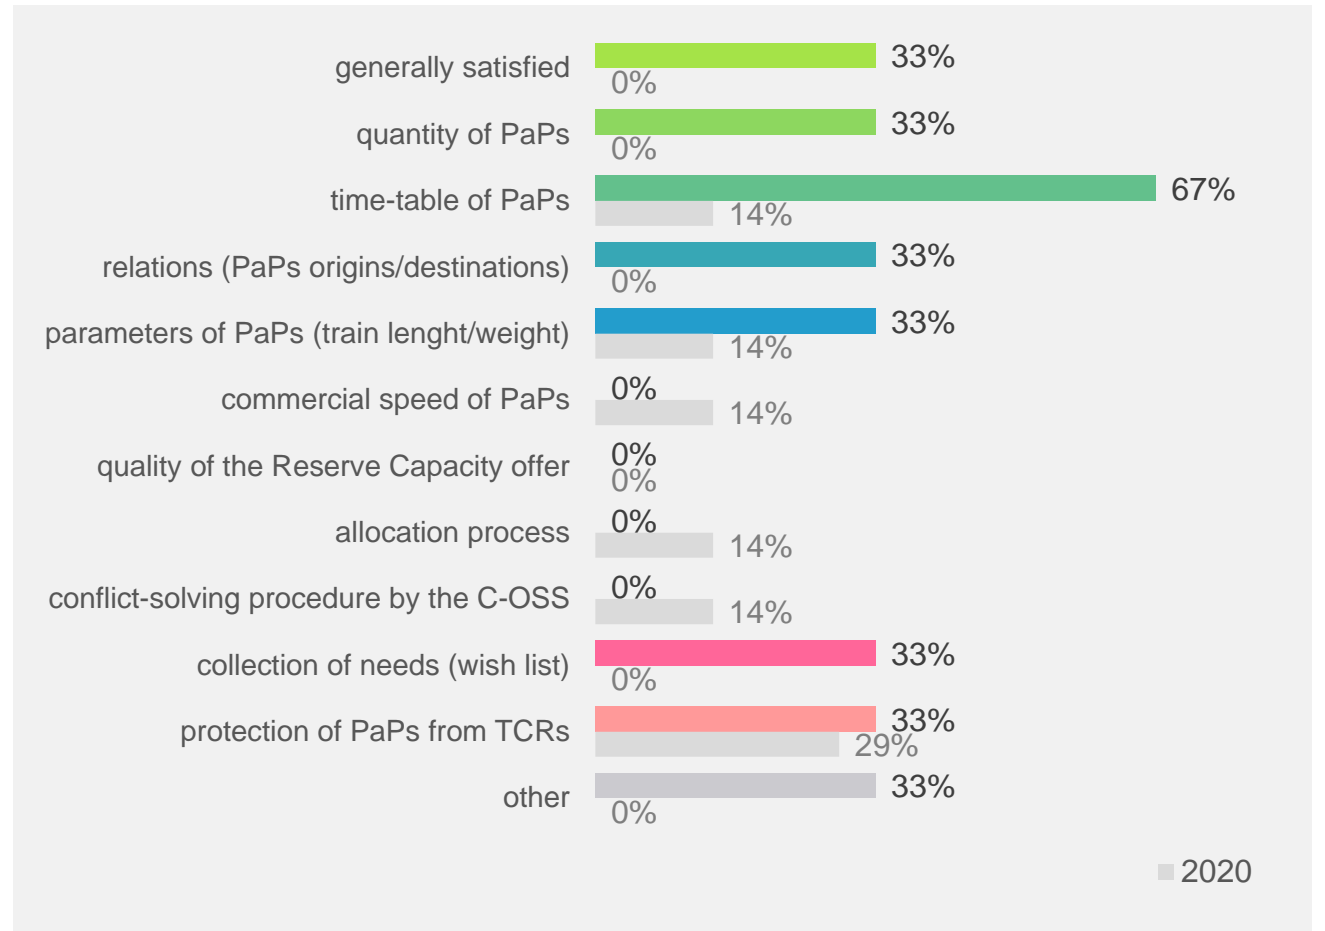 generally satisfied 33%
0%
quantity of PaPs 33%
0%
time-table of PaPs 67%
14%
relations (PaPs origins/destinations) 33%
0%
parameters of PaPs (train lenght/weight) 33%
14%
commercial speed of PaPs 0%
14%
quality of the Reserve Capacity offer 0%
0%
allocation process 0%
14%
conflict-solving procedure by the C-OSS 0%
14%
collection of needs (wish list) 33%
0%
protection of PaPs from TCRs 33%
29%
other 33%
0%
2020